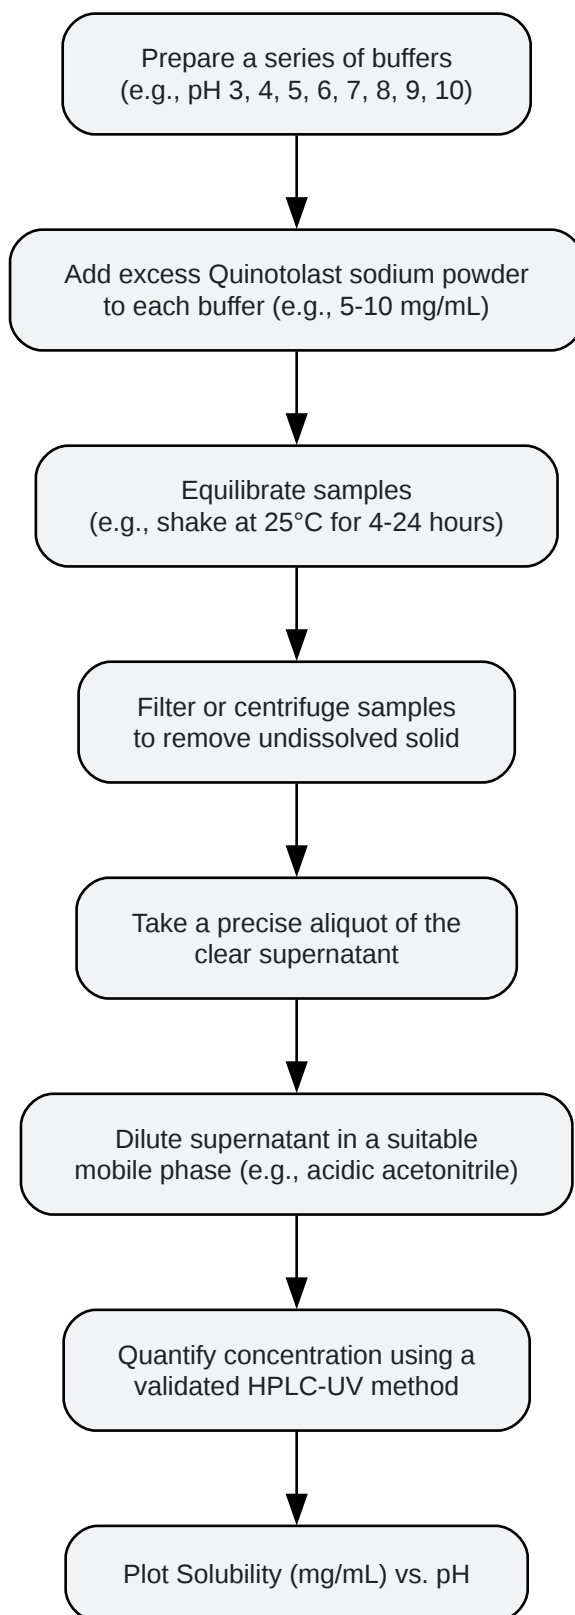 Prepare a series of buffers
(e.g., pH 3, 4, 5, 6, 7, 8, 9, 10)
Add excess Quinotolast sodium powder
to each buffer (e.g., 5-10 mg/mL)
Equilibrate samples
(e.g., shake at 25°C for 4-24 hours)
Filter or centrifuge samples
to remove undissolved solid
Take a precise aliquot of the
clear supernatant
Dilute supernatant in a suitable
mobile phase (e.g., acidic acetonitrile)
Quantify concentration using a
validated HPLC-UV method
Plot Solubility (mg/mL) vs. pH